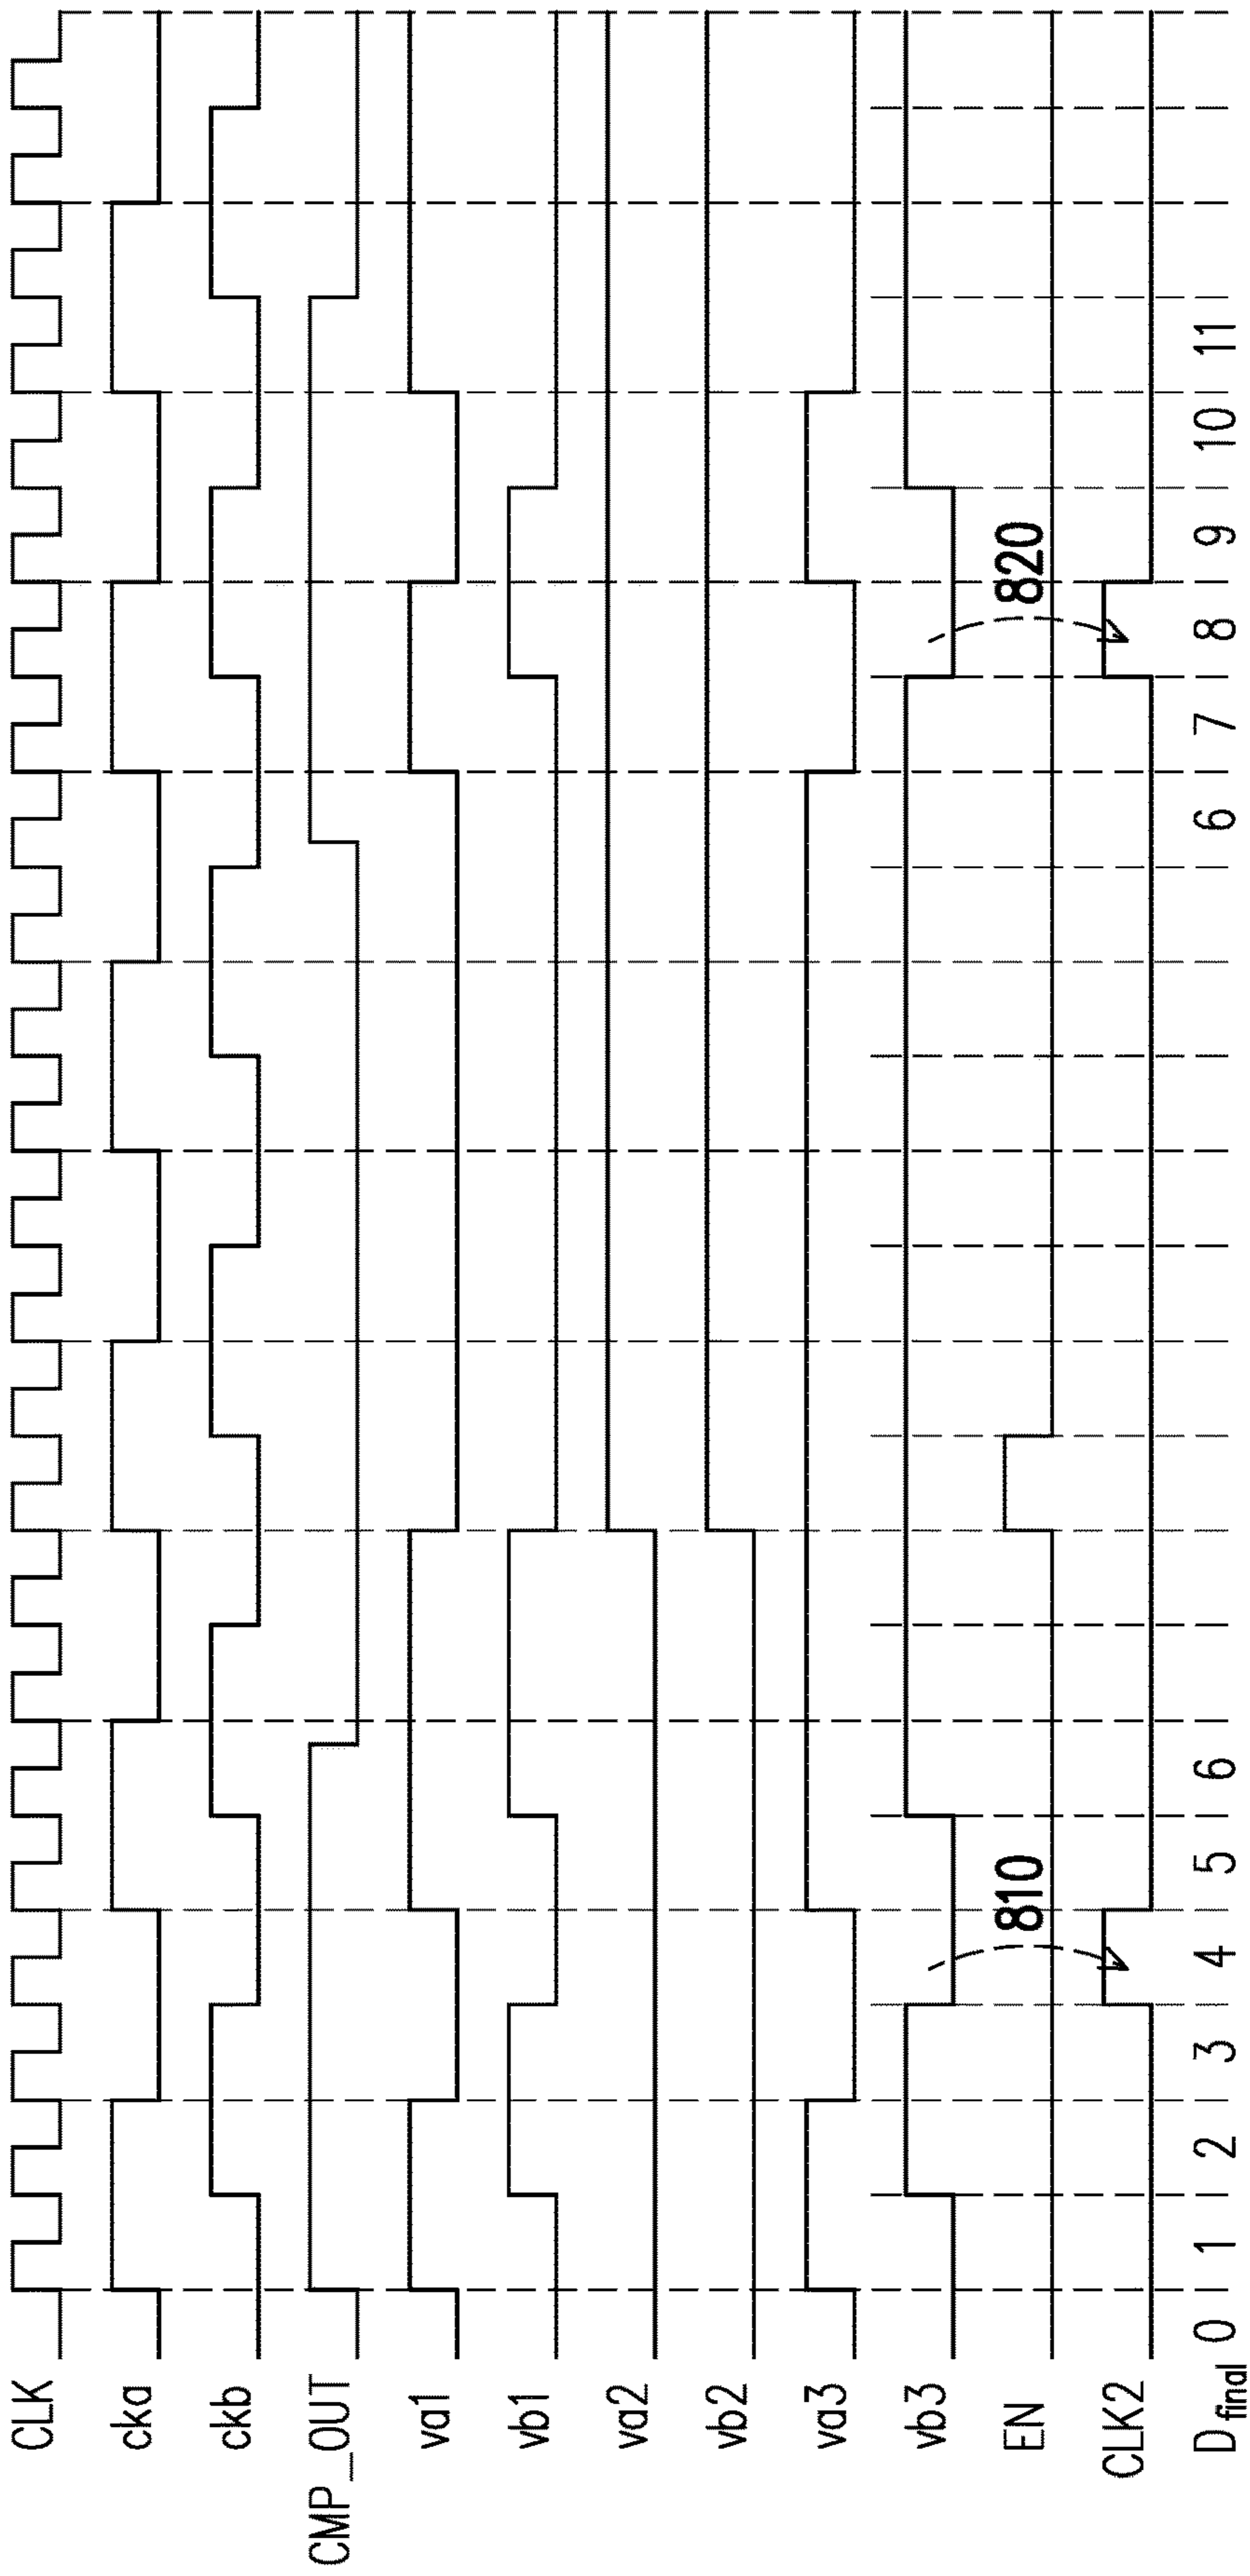 CLK
cka
ckb
CMP_OUT
va1
vb1
va2
vb2
va3
vb3
EN
810
820
CLK2
Dfinal 0 1 2 3 4 5 6 6 7 8 9 10 11